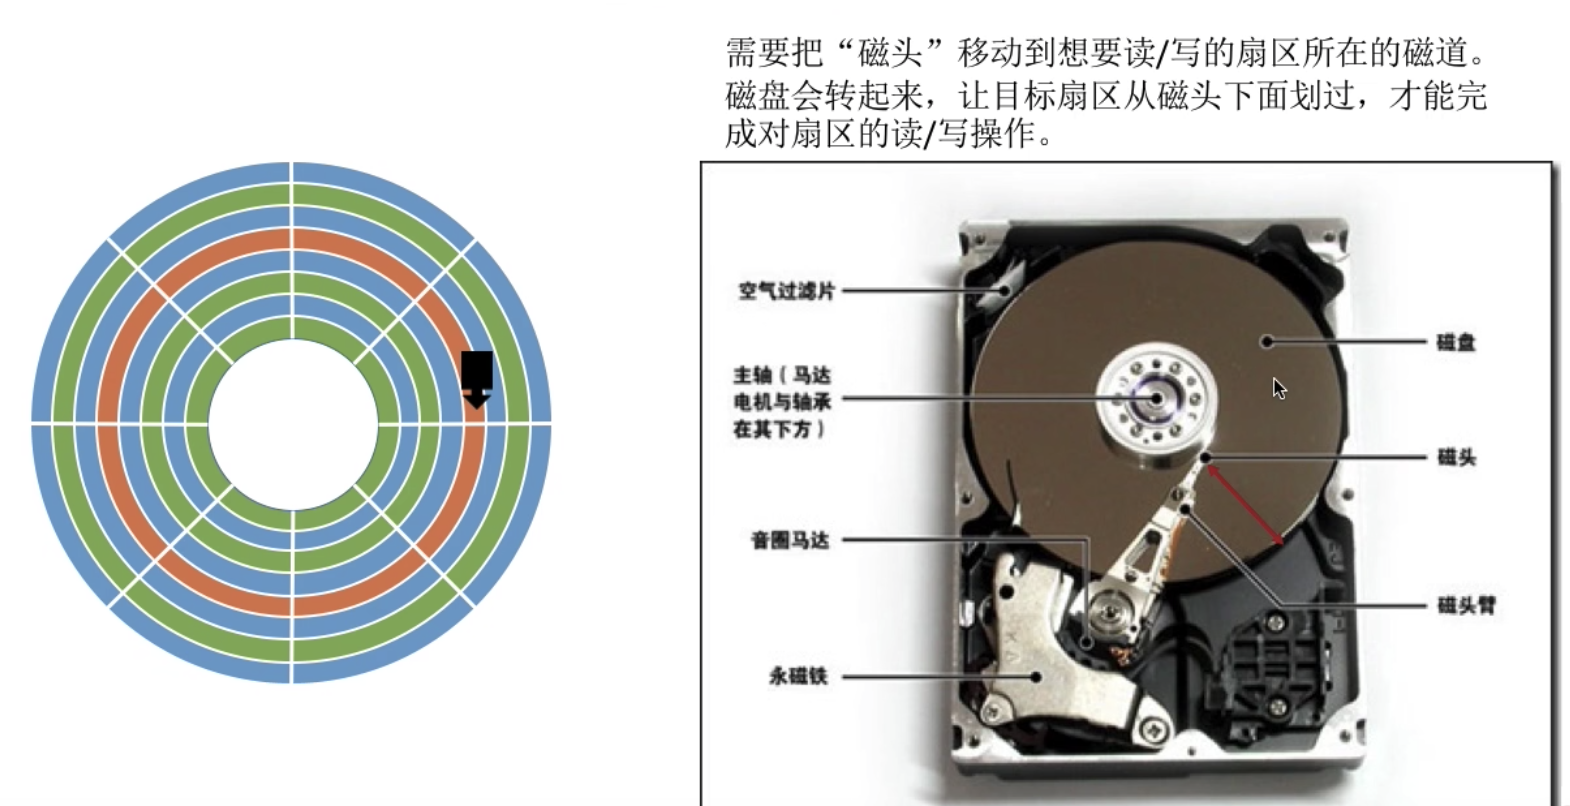 需要把“磁头”移动到想要读/写的扇区所在的磁道。
磁盘会转起来，让目标扇区从磁头下面划过，才能完
成对扇区的读/写操作。
空气过滤片
磁盘
主轴（马达
电机与轴承
在其下方）
磁头
音圈马达
磁头臂
永磁铁